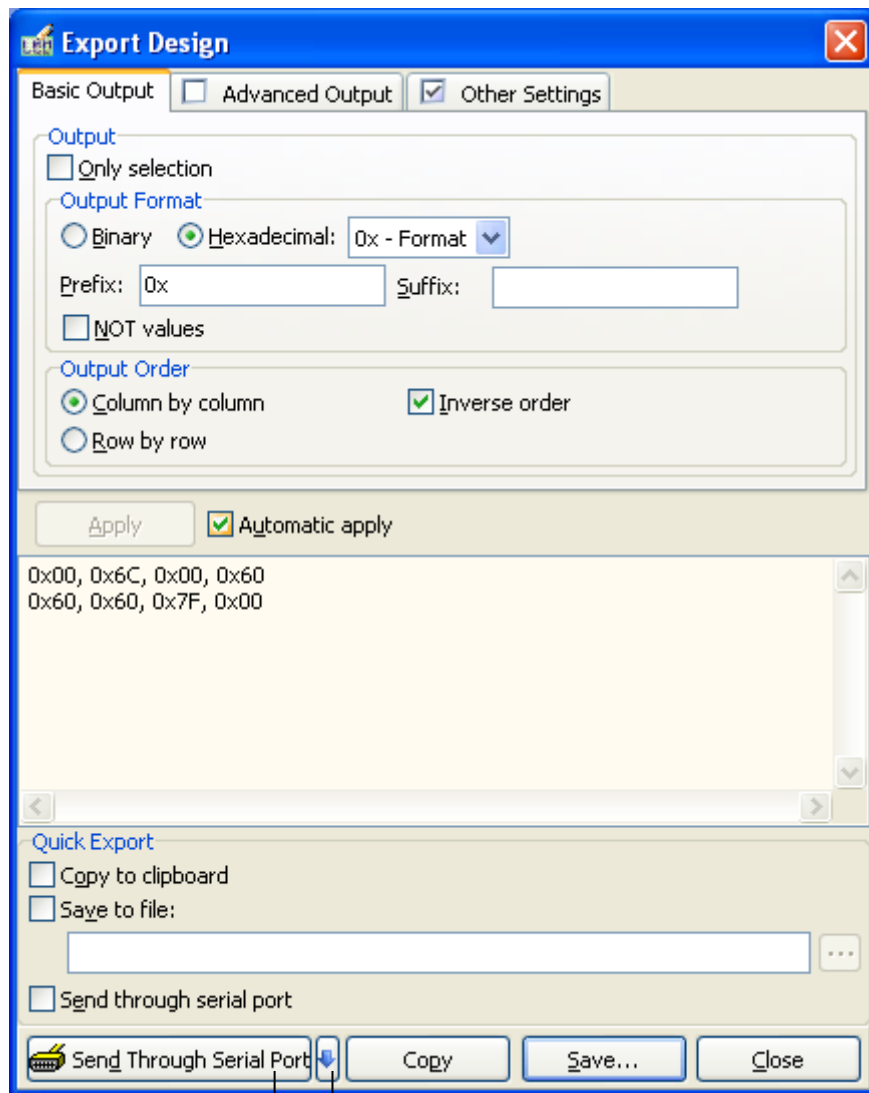 Export Design
Basic Output Advanced Output Other Settings
Output
Only selection
Output Format
Binary Hexadecimal: 0x - Format
Prefix: 0x Suffix:
NOT values
Output Order
Column by column Inverse order
Row by row
Apply Automatic apply
0x00, 0x6C, 0x00, 0x60
0x60, 0x60, 0x7F, 0x00
Quick Export
Copy to clipboard
Save to file:
...
Send through serial port
Send Through Serial Port Copy Save... Close